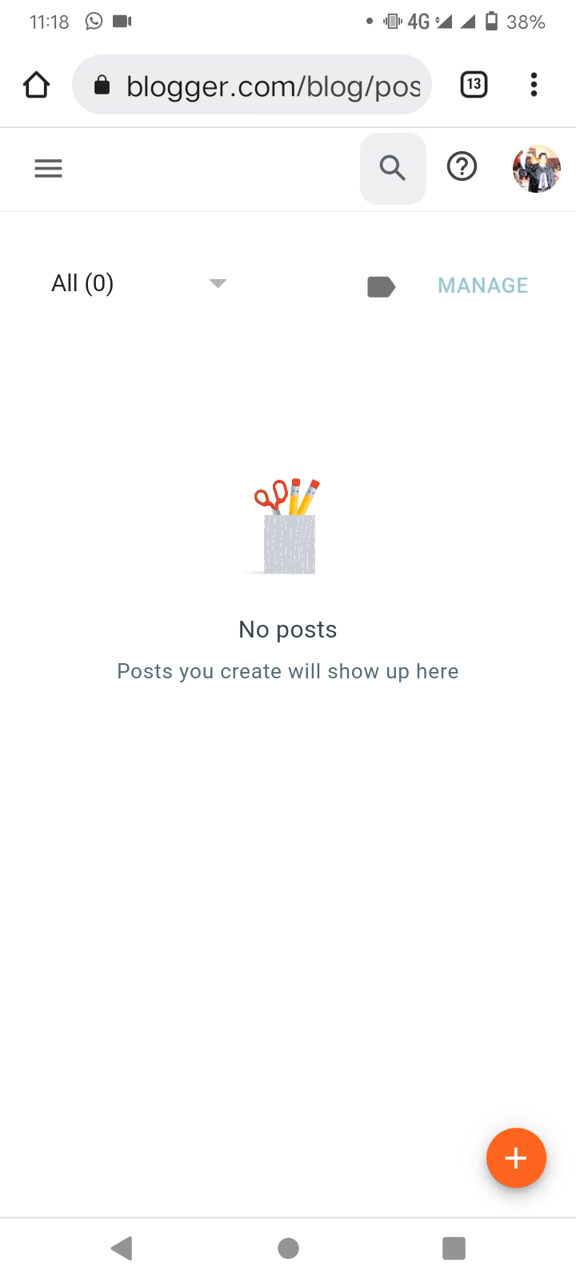 11:18 4G 38%
blogger.com/blog/pos 13
All (0) MANAGE
No posts
Posts you create will show up here